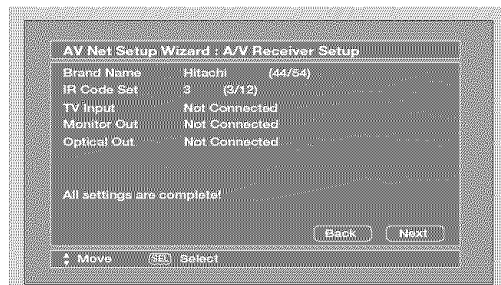 AV Net Setup Wizard : A/V Receiver Setup
Brand Name Hitachi (44/54)
IR Code Set 3 (3/12)
TV Input Not Connected
Monitor Out Not Connected
Optical Out Not Connected
All settings are complete!
Back Next
Move SEL Select